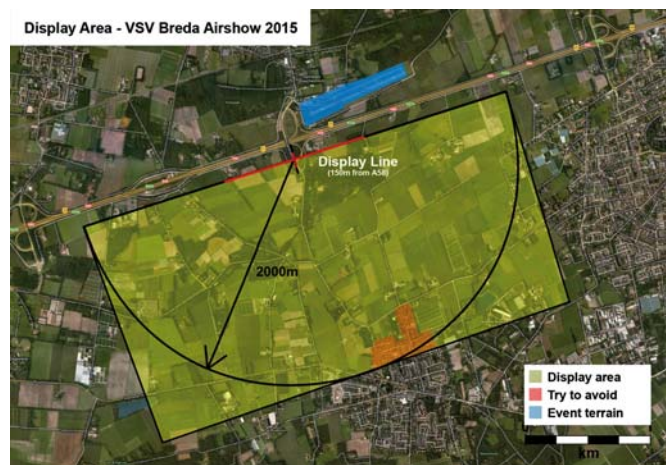 Display Area - VSV Breda Airshow 2015
Display Line
(150m from A58)
2000m
Display area
Try to avoid
Event terrain
km